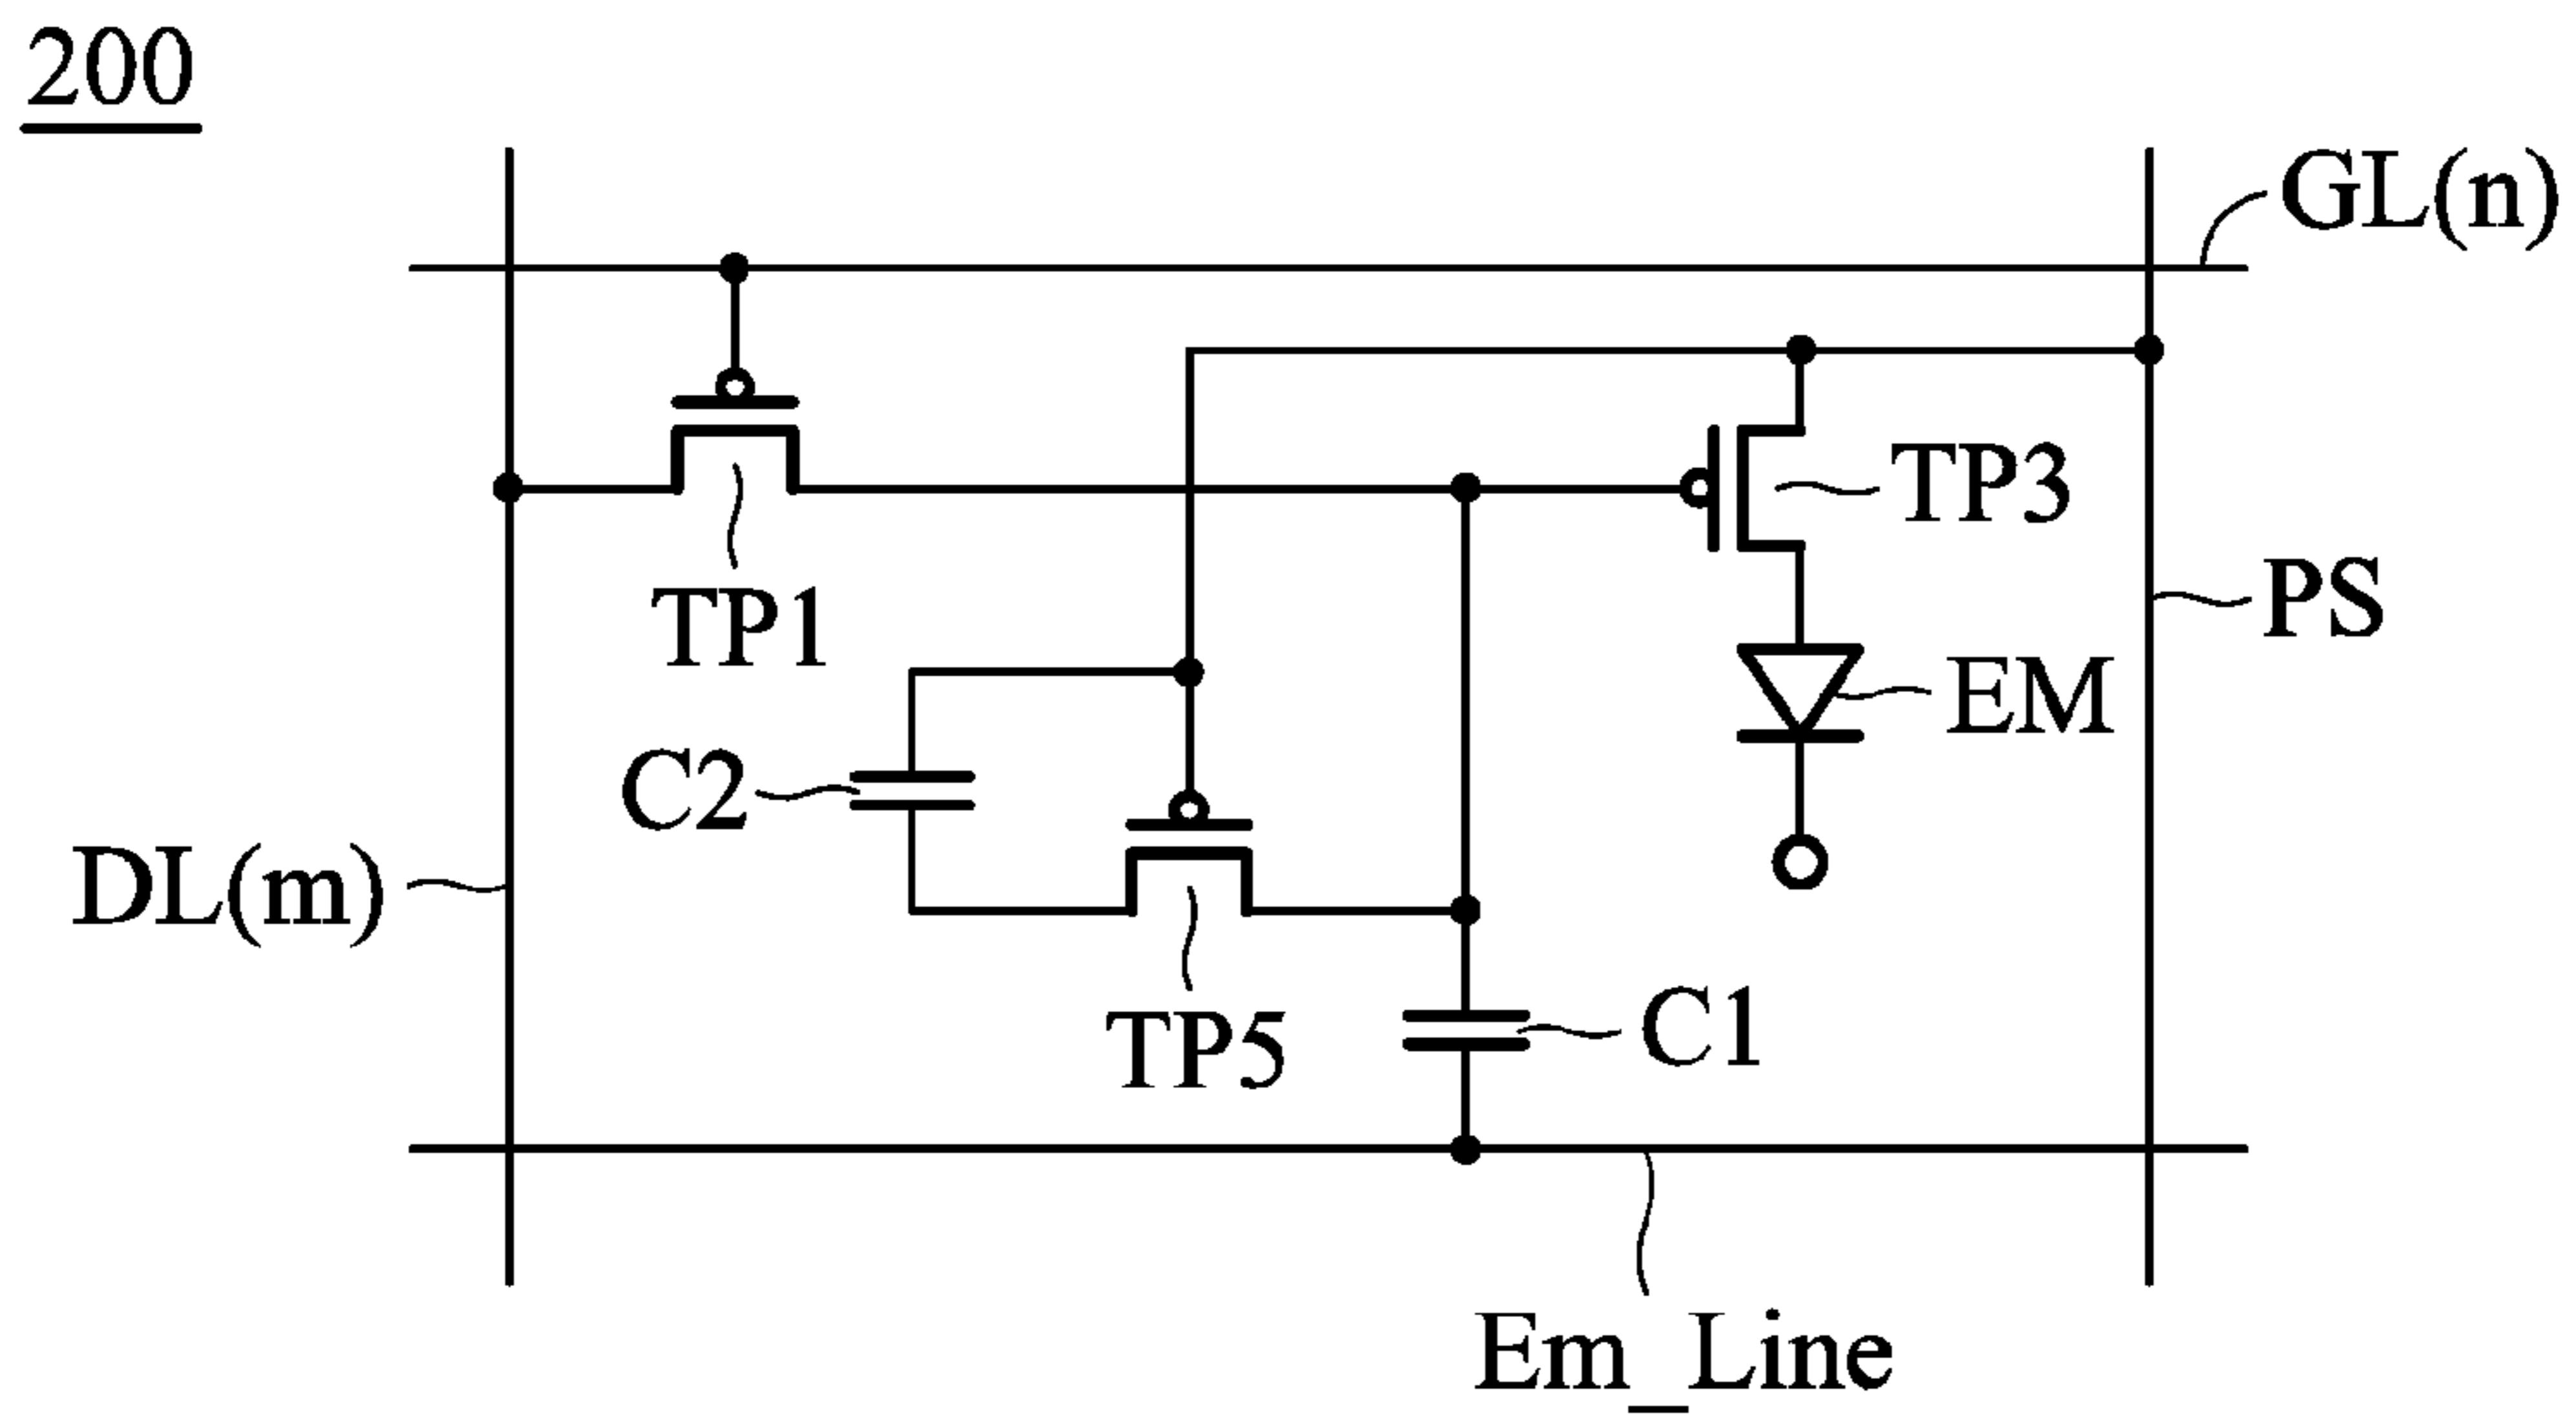 200
GL(n)
TP3
PS
TP1
EM
C2
DL(m)
C1
TP5
Em_Line